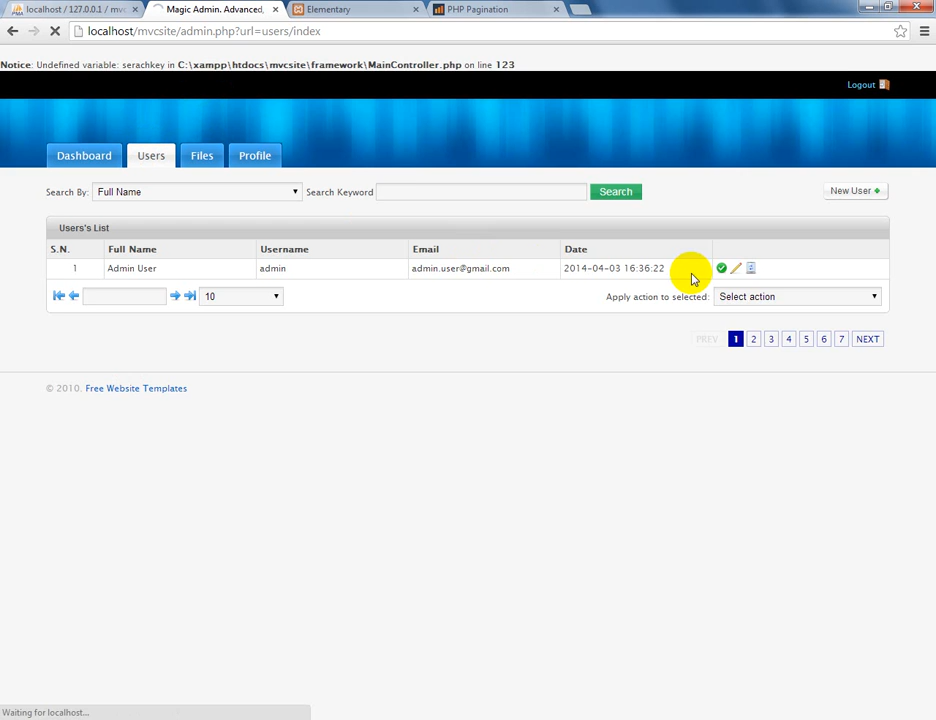 localhost / 127.0.0.1 / mvc
Magic Admin. Advanced,
Elementary
PHP Pagination
localhost/mvcsite/admin.php?url=users/index
Notice: Undefined variable: serachkey in C:\xampp\htdocs\mvcsite\framework\MainController.php on line 123
Logout
Dashboard Users Files Profile
Search By: Full Name Search Keyword Search New User
Users's List
S.N. Full Name Username Email Date
1 Admin User admin admin.user@gmail.com 2014-04-03 16:36:22
10 Apply action to selected: Select action
PREV 1 2 3 4 5 6 7 NEXT
© 2010. Free Website Templates
Waiting for localhost...